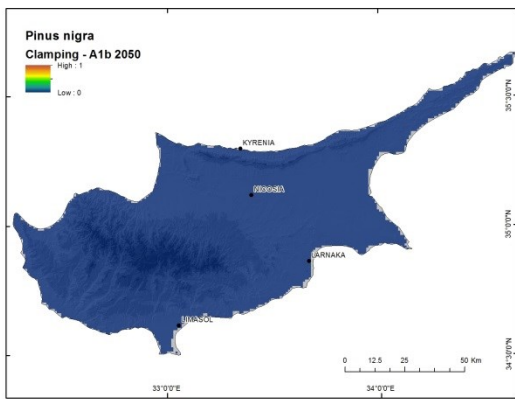 Pinus nigra
Clamping - A1b 2050
High : 1
Low : 0
KYRENIA
NICOSIA
LARNAKA
LIMASOL
35°30'0"N
35°0'0"N
34°30'0"N
0 12.5 25 50 Km
33°0'0"E
34°0'0"E